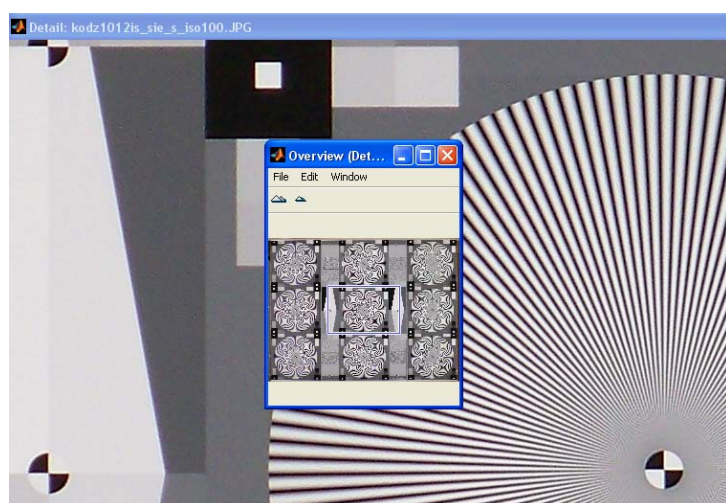 Detail: kodz1012is_sie_s_iso100.JPG
Overview (Det...
File Edit Window